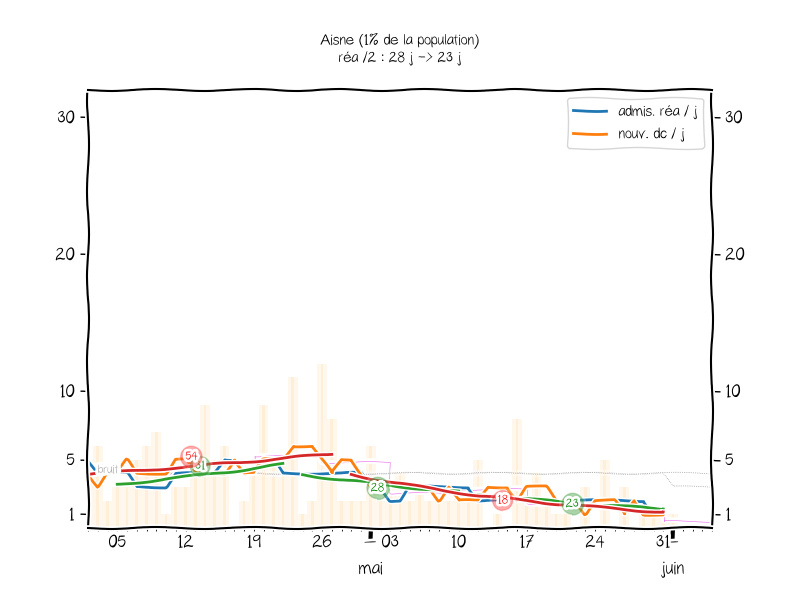 Aisne (1% de la population)
réa /2 : 28 j -> 23 j
admis. réa / j
nouv. dc / j
30 30
20 20
10 10
5 5
1 1
bruit
54
31
28
18
23
05 12 19 26 03 10 17 24 31
mai juin